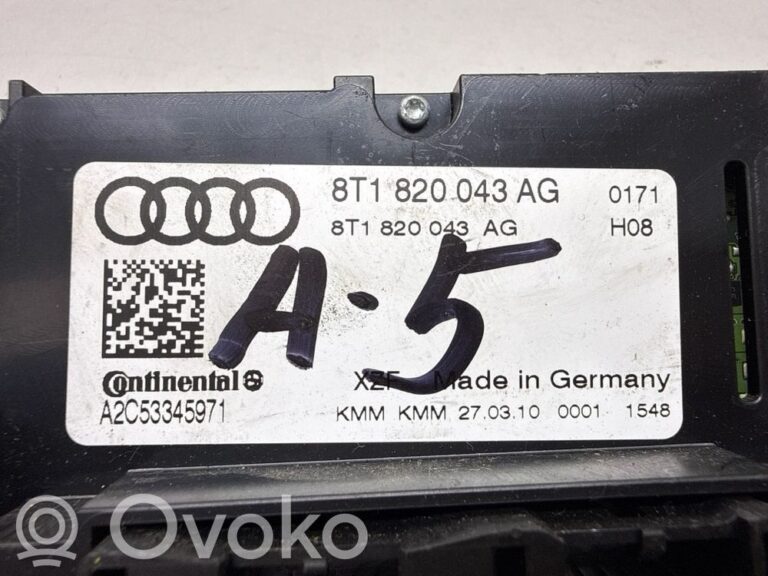 8T1 820 043 AG 0171
8T1 820 043 AG H08
A-5
Continental XZF Made in Germany
A2C53345971 KMM KMM 27.03.10 0001 1548
Ovoko